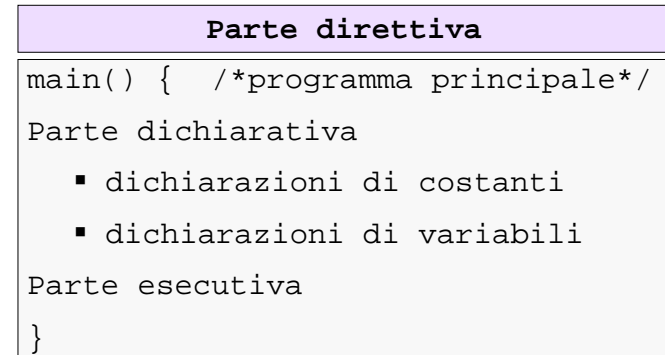 Parte direttiva
main() { /*programma principale*/
Parte dichiarativa
▪ dichiarazioni di costanti
▪ dichiarazioni di variabili
Parte esecutiva
}